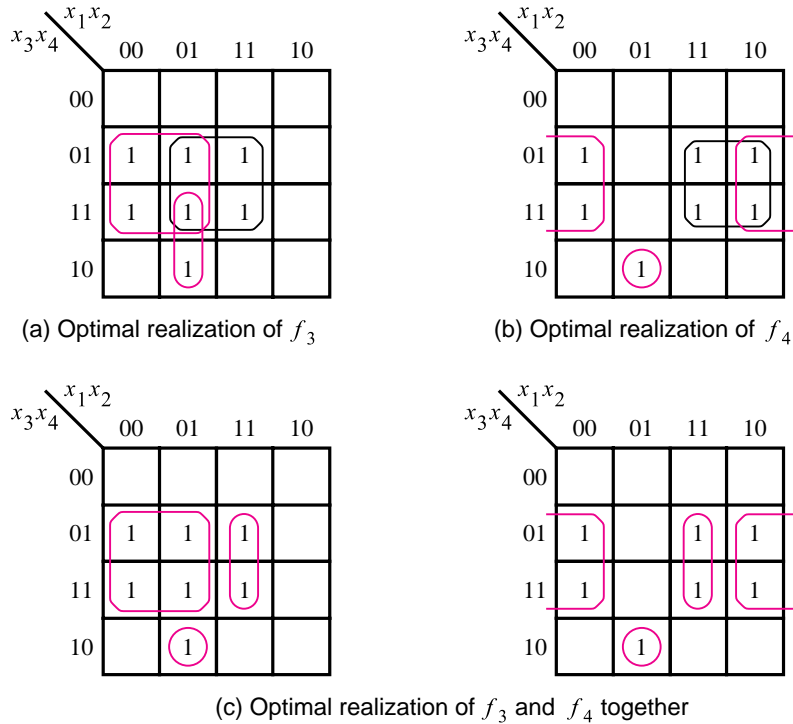 x1x2 x1x2
x3x4 x3x4
00 01 11 10 00 01 11 10
00 00
01 1 1 1 01 1 1 1
11 1 1 1 11 1 1 1
10 1 10 1
(a) Optimal realization of f3 (b) Optimal realization of f4
x1x2 x1x2
x3x4 x3x4
00 01 11 10 00 01 11 10
00 00
01 1 1 1 01 1 1 1
11 1 1 1 11 1 1 1
10 1 10 1
(c) Optimal realization of f3 and f4 together